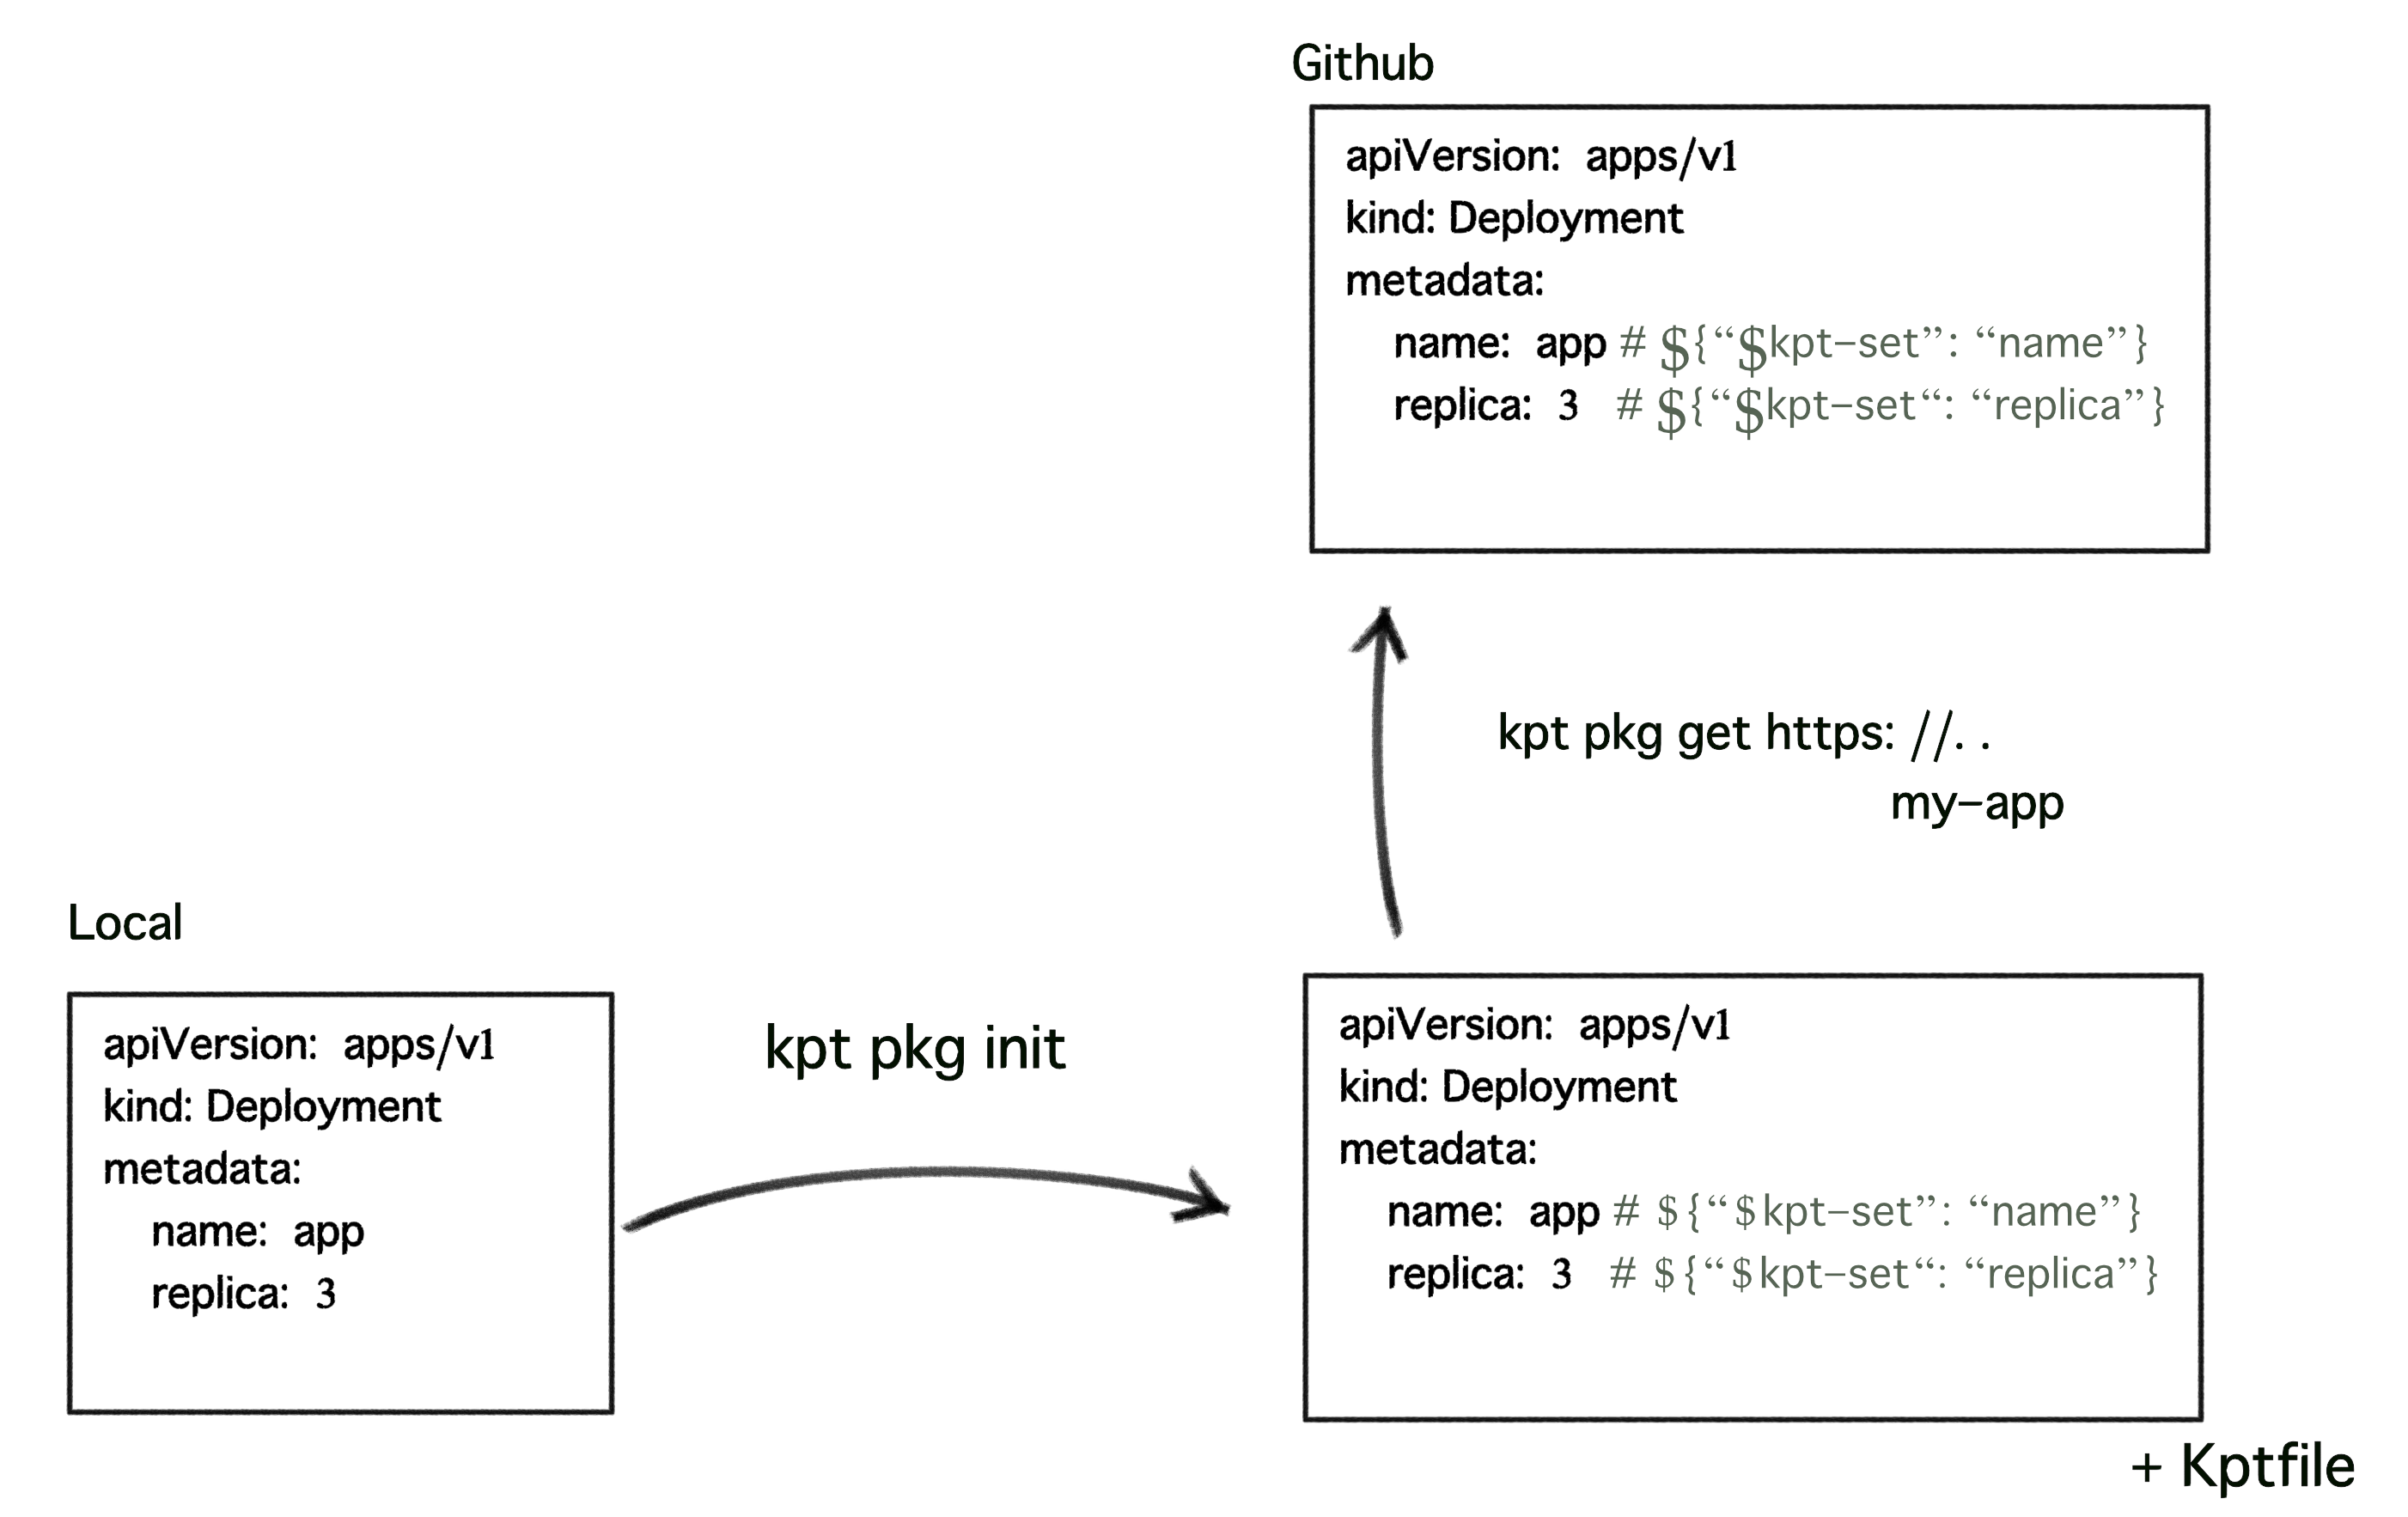 Github
apiVersion: apps/v1
kind: Deployment
metadata:
name: app # ${“$kpt-set”: “name”}
replica: 3 # ${“$kpt-set“: “replica”}
kpt pkg get https: //. .
my-app
Local
apiVersion: apps/v1
kind: Deployment
metadata:
name: app
replica: 3
kpt pkg init
apiVersion: apps/v1
kind: Deployment
metadata:
name: app # ${“$kpt-set”: “name”}
replica: 3 # ${“$kpt-set“: “replica”}
+ Kptfile